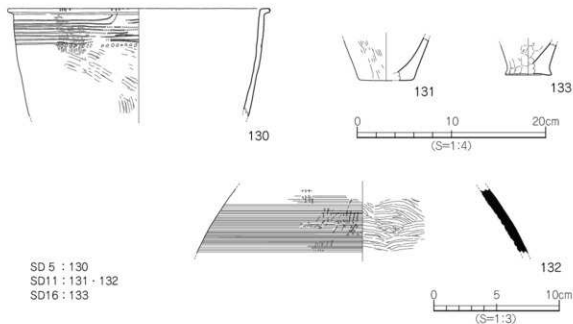 130
131
133
0 10 20cm
(S=1:4)
132
SD 5 : 130
SD11 : 131・132
SD16 : 133
0 5 10cm
(S=1:3)